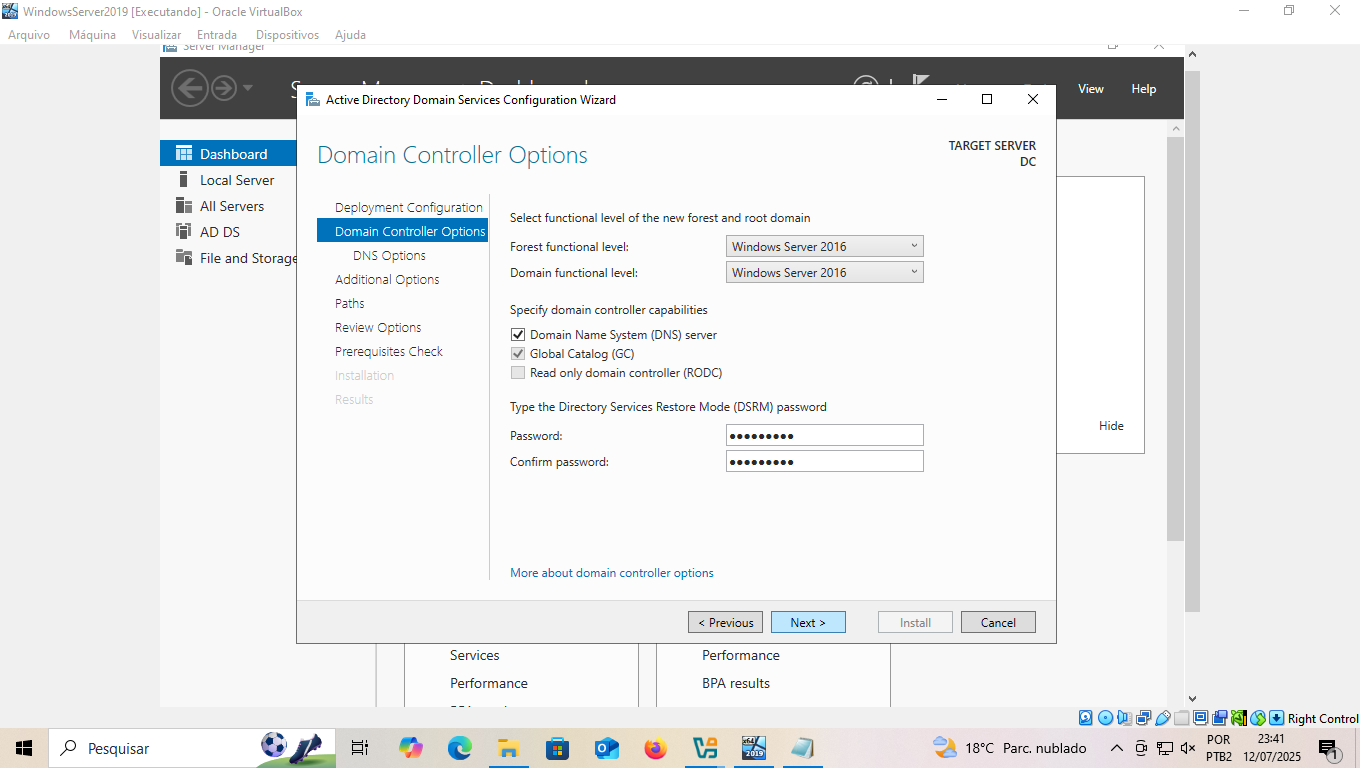 WindowsServer2019 [Executando] - Oracle VirtualBox
Arquivo Máquina Visualizar Entrada Dispositivos Ajuda
Server Manager
View Help
Active Directory Domain Services Configuration Wizard
Domain Controller Options
TARGET SERVER
DC
Dashboard
Local Server
All Servers
AD DS
File and Storage
Deployment Configuration
Domain Controller Options
DNS Options
Additional Options
Paths
Review Options
Prerequisites Check
Installation
Results
Select functional level of the new forest and root domain
Forest functional level: Windows Server 2016
Domain functional level: Windows Server 2016
Specify domain controller capabilities
Domain Name System (DNS) server
Global Catalog (GC)
Read only domain controller (RODC)
Type the Directory Services Restore Mode (DSRM) password
Password: ●●●●●●●●●
Confirm password: ●●●●●●●●●
More about domain controller options
Hide
< Previous Next > Install Cancel
Services
Performance
Performance
BPA results
Right Control
Pesquisar
18°C Parc. nublado
POR
PTB2
23:41
12/07/2025
1